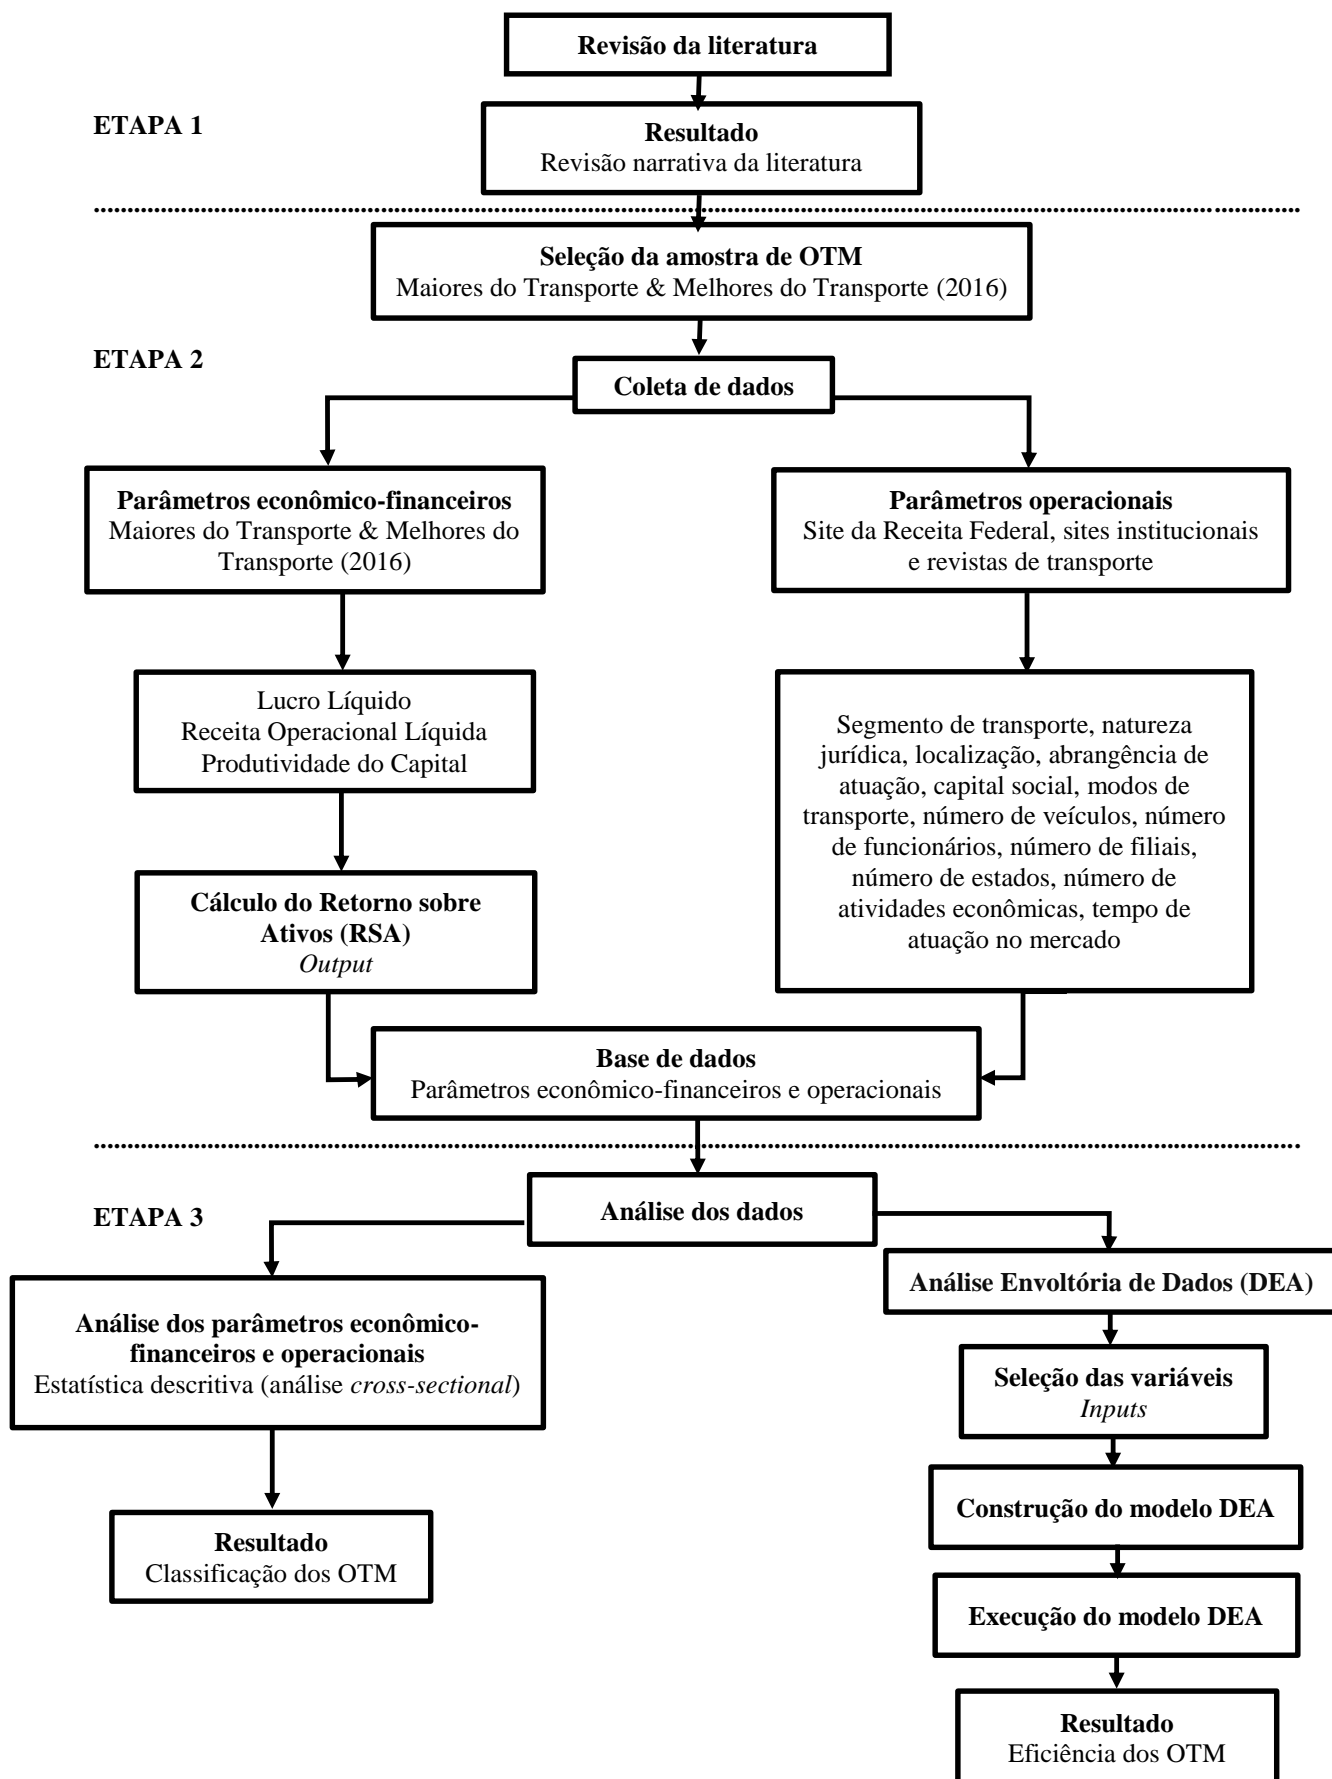 Revisão da literatura
ETAPA 1
Resultado
Revisão narrativa da literatura
Seleção da amostra de OTM
Maiores do Transporte & Melhores do Transporte (2016)
ETAPA 2
Coleta de dados
Parâmetros econômico-financeiros
Maiores do Transporte & Melhores do
Transporte (2016)
Parâmetros operacionais
Site da Receita Federal, sites institucionais
e revistas de transporte
Lucro Líquido
Receita Operacional Líquida
Produtividade do Capital
Segmento de transporte, natureza
jurídica, localização, abrangência de
atuação, capital social, modos de
transporte, número de veículos, número
de funcionários, número de filiais,
número de estados, número de
atividades econômicas, tempo de
atuação no mercado
Cálculo do Retorno sobre
Ativos (RSA)
Output
Base de dados
Parâmetros econômico-financeiros e operacionais
ETAPA 3
Análise dos dados
Análise dos parâmetros econômico-
financeiros e operacionais
Estatística descritiva (análise cross-sectional)
Resultado
Classificação dos OTM
Análise Envoltória de Dados (DEA)
Seleção das variáveis
Inputs
Construção do modelo DEA
Execução do modelo DEA
Resultado
Eficiência dos OTM